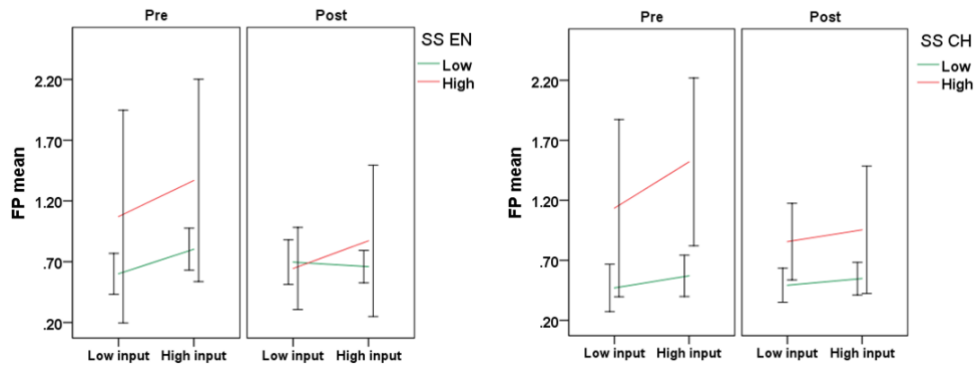 Pre
Post
SS EN
Low
High
FP mean
2.20
1.70
1.20
.70
.20
Low input
High input
Low input
High input
Pre
Post
SS CH
Low
High
FP mean
2.20
1.70
1.20
.70
.20
Low input
High input
Low input
High input